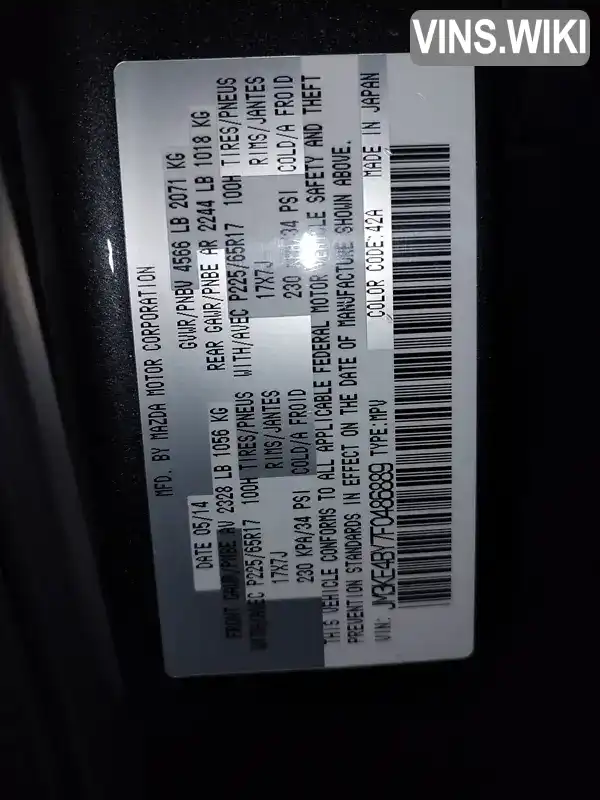 VINS.WIKI
MFD. BY MAZDA MOTOR CORPORATION
DATE 05/14 GVWR/PNBV 4566 LB 2071 KG
FRONT GAWR/PNBE AV 2328 LB 1056 KG REAR GAWR/PNBE AR 2244 LB 1018 KG
WITH/AVEC P225/65R17 100H TIRES/PNEUS WITH/AVEC P225/65R17 100H TIRES/PNEUS
17X7J RIMS/JANTES 17X7J RIMS/JANTES
230 KPA/34 PSI COLD/A FROID 230 /34 PSI COLD/A FROID
THIS VEHICLE CONFORMS TO ALL APPLICABLE FEDERAL MOTOR VEHICLE SAFETY AND THEFT
PREVENTION STANDARDS IN EFFECT ON THE DATE OF MANUFACTURE SHOWN ABOVE.
VIN: JM3KE4BY7F0486889 TYPE:MPV COLOR CODE:42A MADE IN JAPAN